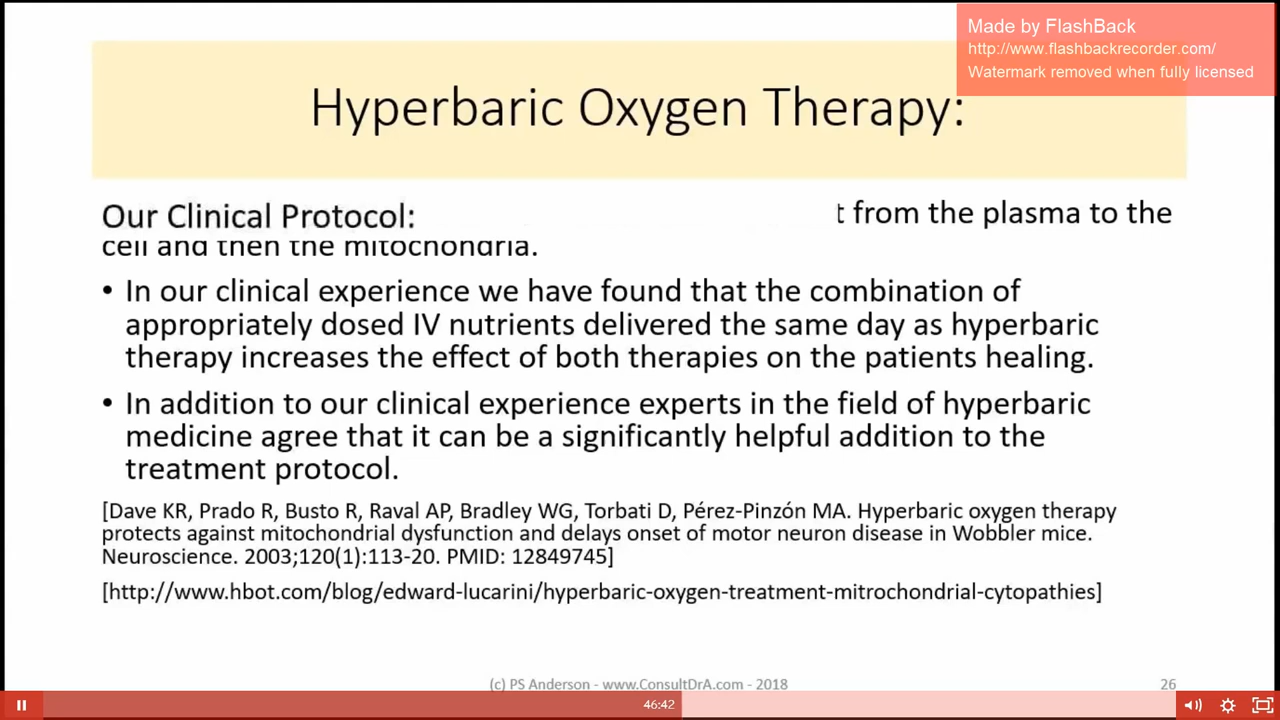 Made by FlashBack
http://www.flashbackrecorder.com/
Watermark removed when fully licensed
Hyperbaric Oxygen Therapy:
Our Clinical Protocol:
t from the plasma to the
cell and then the mitochondria.
• In our clinical experience we have found that the combination of
appropriately dosed IV nutrients delivered the same day as hyperbaric
therapy increases the effect of both therapies on the patients healing.
• In addition to our clinical experience experts in the field of hyperbaric
medicine agree that it can be a significantly helpful addition to the
treatment protocol.
[Dave KR, Prado R, Busto R, Raval AP, Bradley WG, Torbati D, Pérez-Pinzón MA. Hyperbaric oxygen therapy
protects against mitochondrial dysfunction and delays onset of motor neuron disease in Wobbler mice.
Neuroscience. 2003;120(1):113-20. PMID: 12849745]
[http://www.hbot.com/blog/edward-lucarini/hyperbaric-oxygen-treatment-mitrochondrial-cytopathies]
(c) PS Anderson - www.ConsultDrA.com - 2018
26
46:42